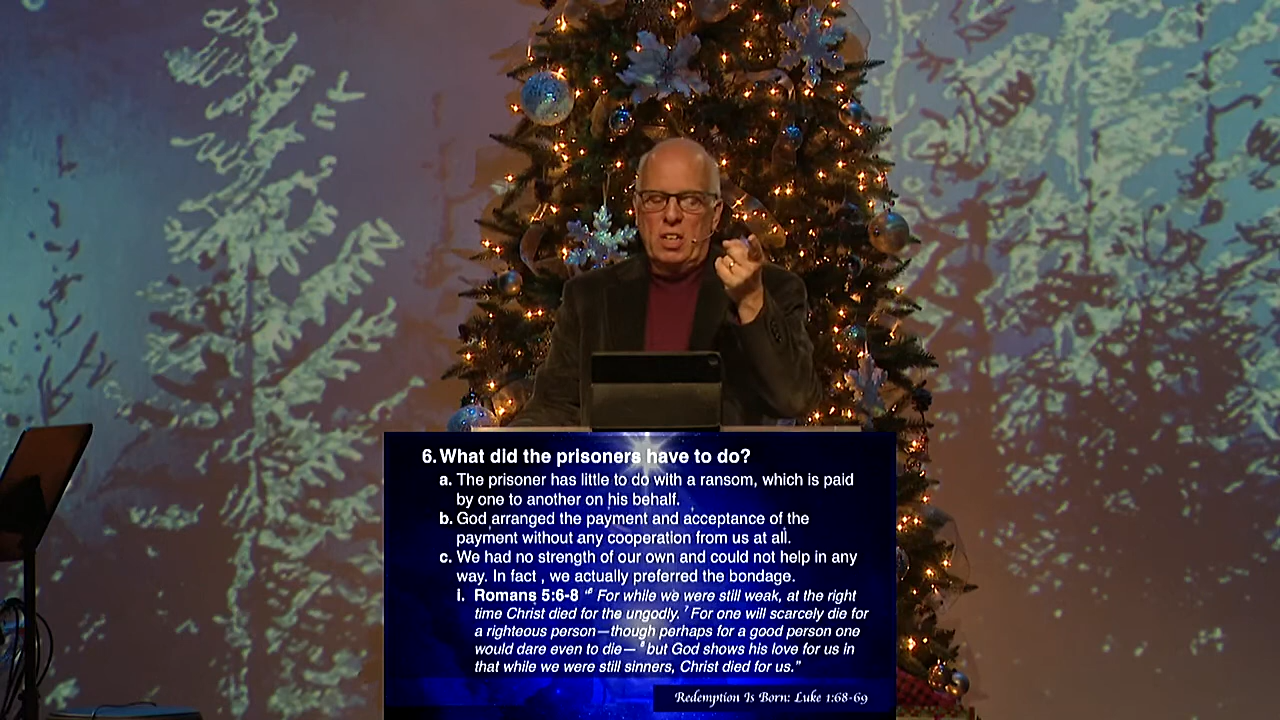 6. What did the prisoners have to do?
a. The prisoner has little to do with a ransom, which is paid
by one to another on his behalf.
b. God arranged the payment and acceptance of the
payment without any cooperation from us at all.
c. We had no strength of our own and could not help in any
way. In fact , we actually preferred the bondage.
i. Romans 5:6-8 “⁶ For while we were still weak, at the right
time Christ died for the ungodly. ⁷ For one will scarcely die for
a righteous person—though perhaps for a good person one
would dare even to die— ⁸ but God shows his love for us in
that while we were still sinners, Christ died for us.”
Redemption Is Born: Luke 1:68-69